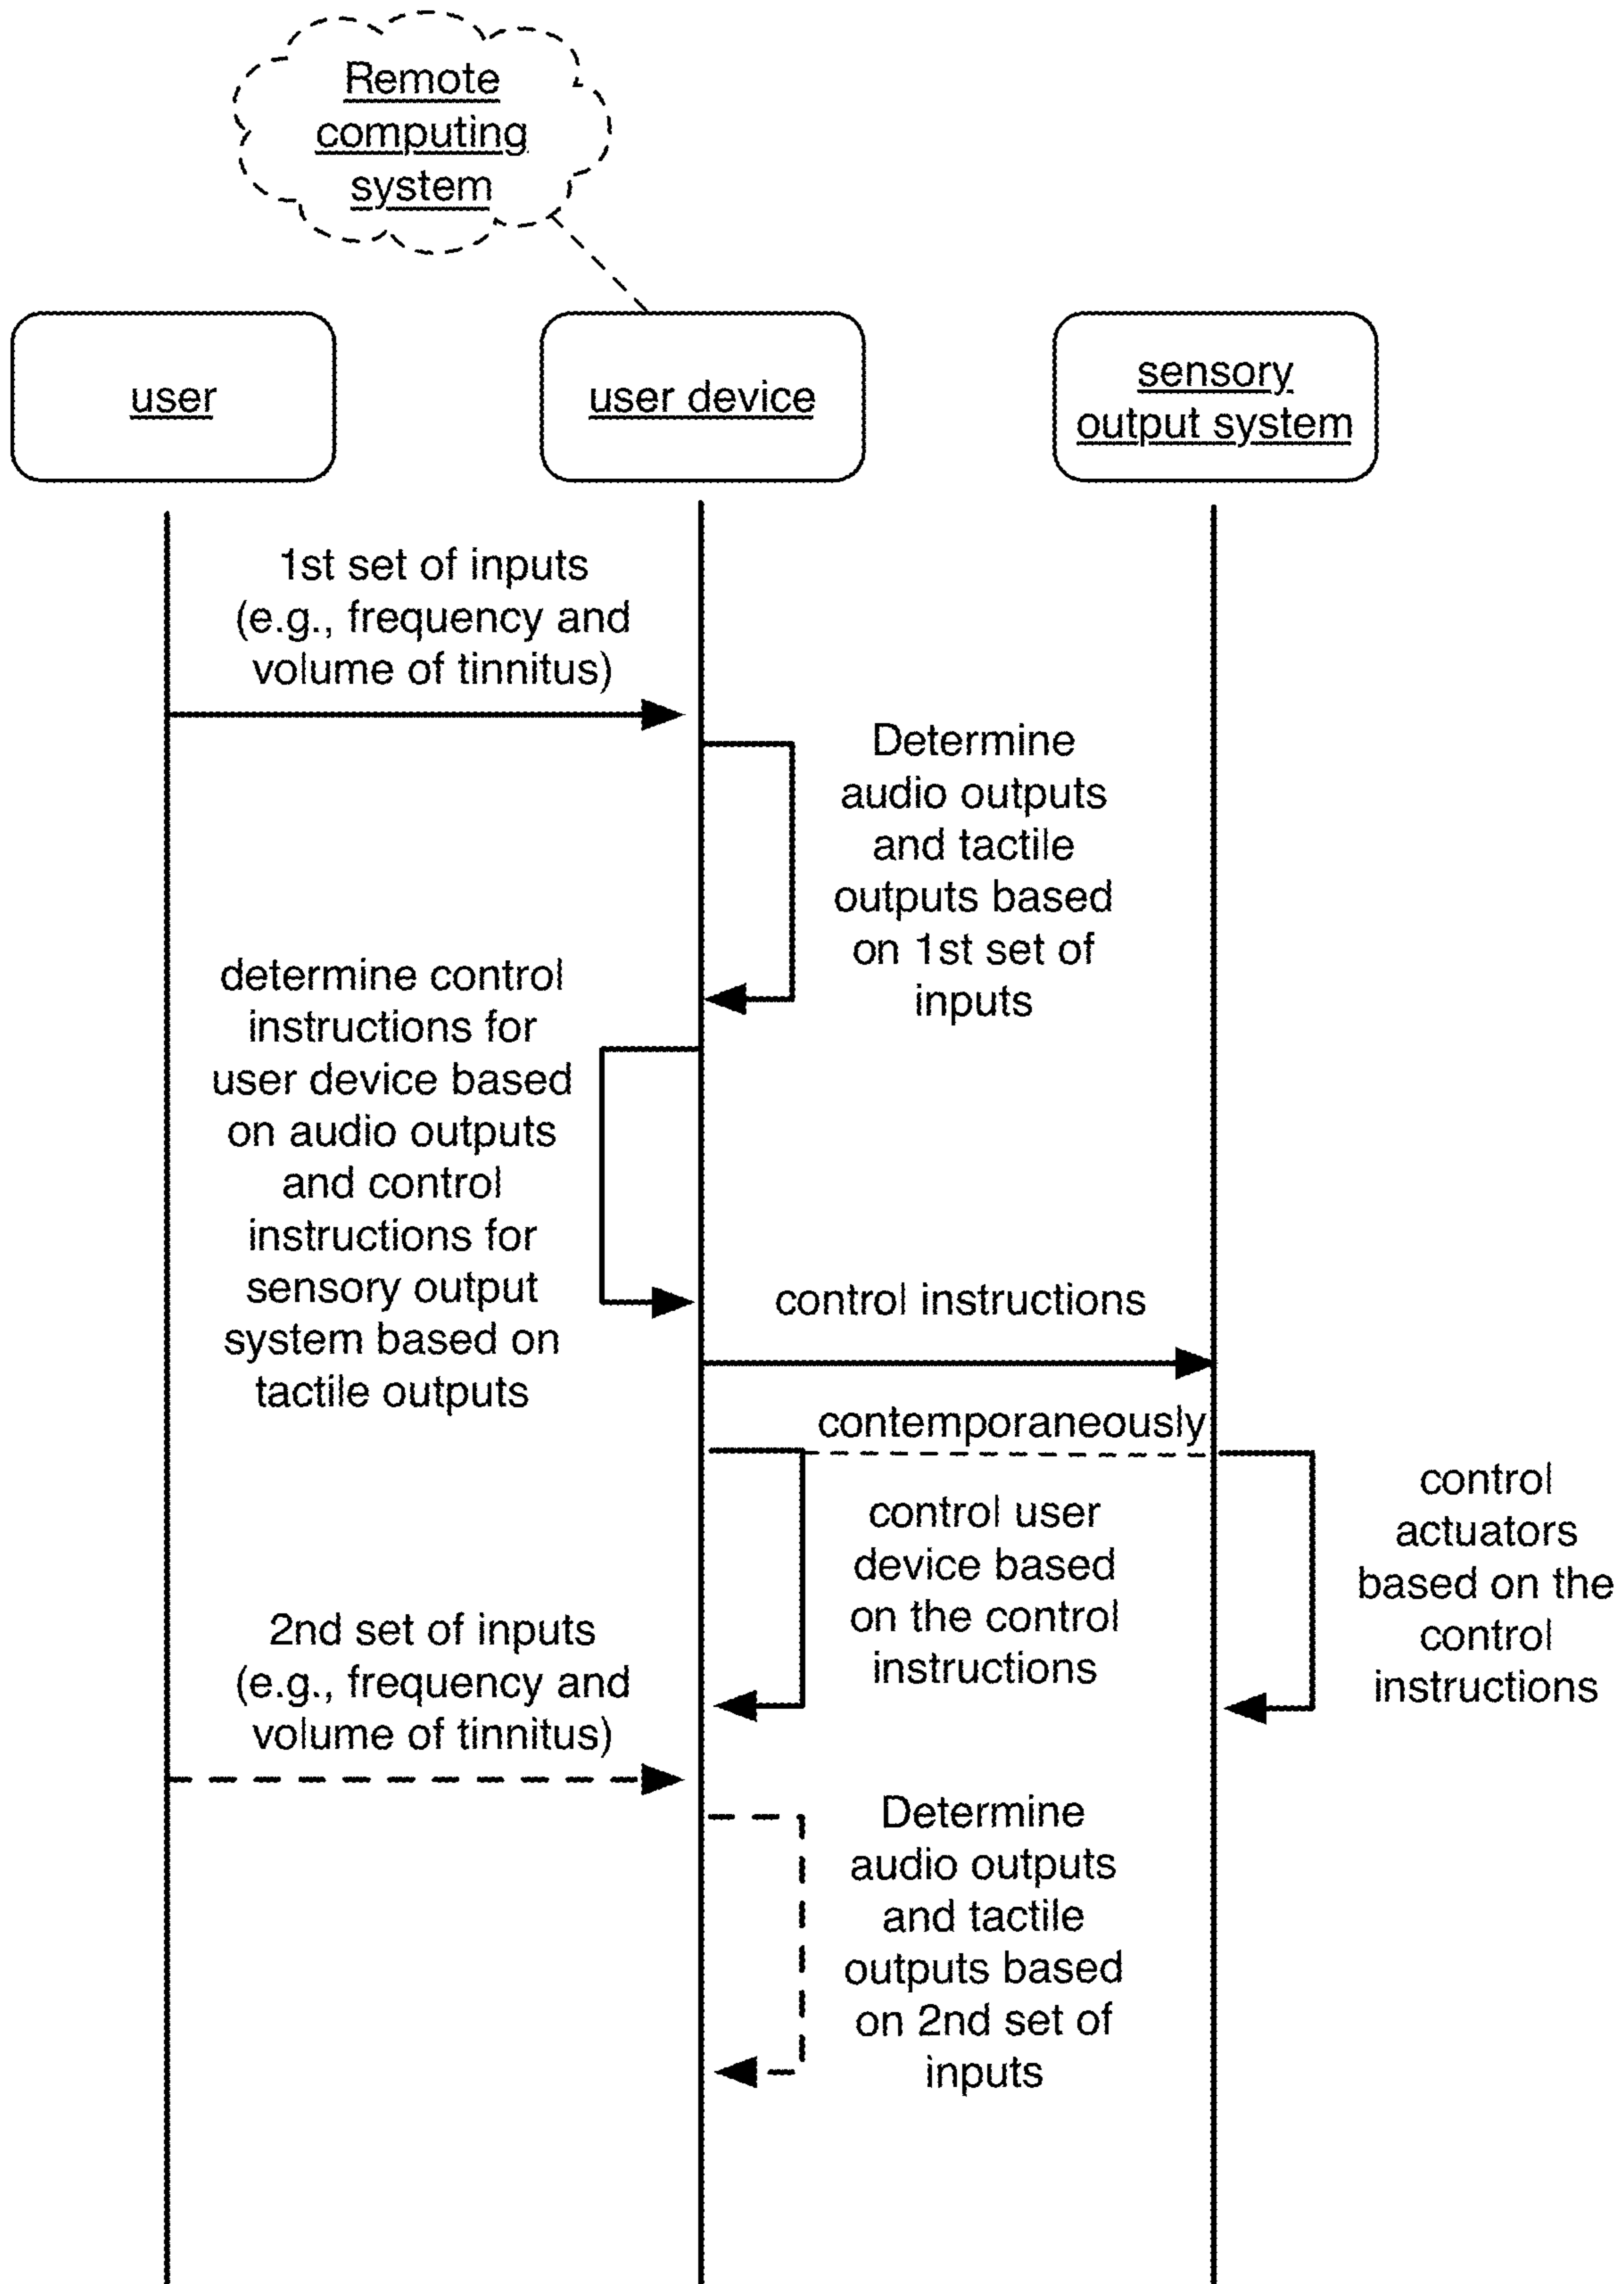 Remote
computing
system
user
user device
sensory
output system
1st set of inputs
(e.g., frequency and
volume of tinnitus)
Determine
audio outputs
and tactile
outputs based
on 1st set of
inputs
determine control
instructions for
user device based
on audio outputs
and control
instructions for
sensory output
system based on
tactile outputs
control instructions
contemporaneously
control user
device based
on the control
instructions
control
actuators
based on the
control
instructions
2nd set of inputs
(e.g., frequency and
volume of tinnitus)
Determine
audio outputs
and tactile
outputs based
on 2nd set of
inputs